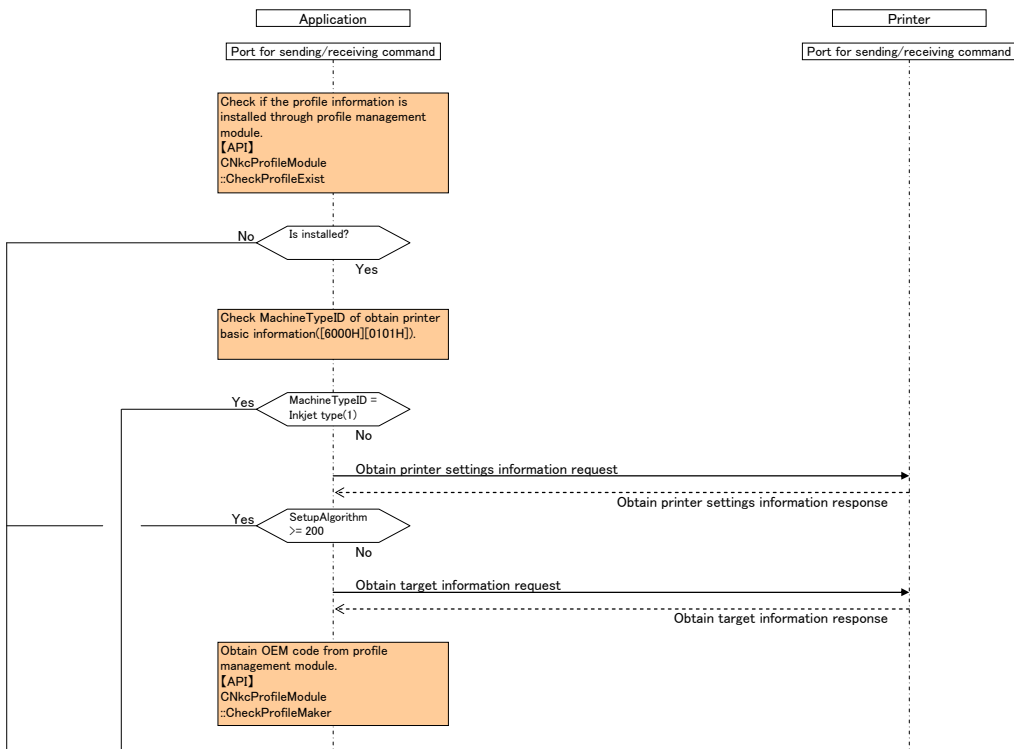 Application
Printer
Port for sending/receiving command
Port for sending/receiving command
Check if the profile information is
installed through profile management
module.
【API】
CNkcProfileModule
::CheckProfileExist
No
Is installed?
Yes
Check MachineTypeID of obtain printer
basic information([6000H][0101H]).
Yes
MachineTypeID =
Inkjet type(1)
No
Obtain printer settings information request
Obtain printer settings information response
Yes
SetupAlgorithm
>= 200
No
Obtain target information request
Obtain target information response
Obtain OEM code from profile
management module.
【API】
CNkcProfileModule
::CheckProfileMaker